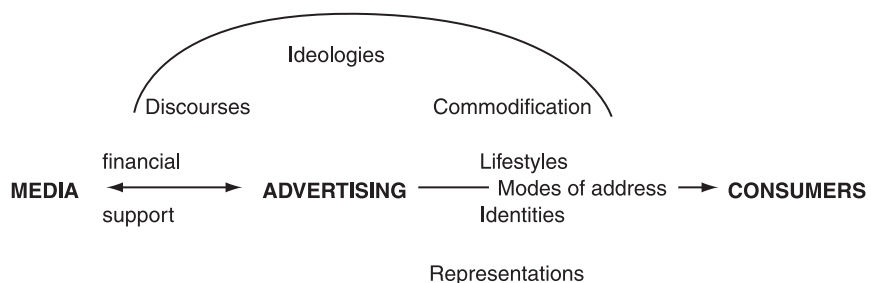 Ideologies
Discourses Commodification
financial Lifestyles
MEDIA ADVERTISING Modes of address CONSUMERS
support Identities
Representations